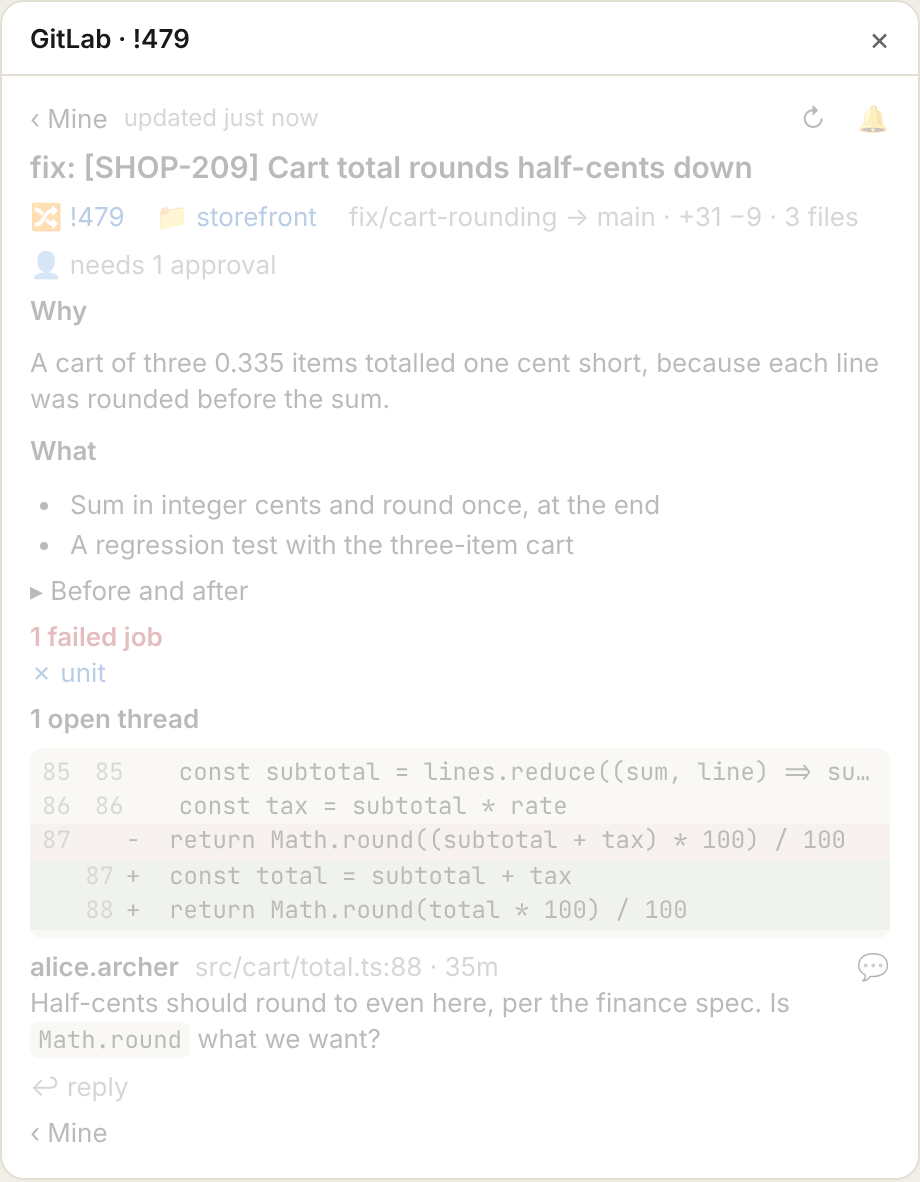 GitLab · !479 ×
‹ Mine updated just now
fix: [SHOP-209] Cart total rounds half-cents down
!479 storefront fix/cart-rounding → main · +31 −9 · 3 files
needs 1 approval
Why
A cart of three 0.335 items totalled one cent short, because each line
was rounded before the sum.
What
• Sum in integer cents and round once, at the end
• A regression test with the three-item cart
▸ Before and after
1 failed job
× unit
1 open thread
85 85 const subtotal = lines.reduce((sum, line) => su…
86 86 const tax = subtotal * rate
87 - return Math.round((subtotal + tax) * 100) / 100
87 + const total = subtotal + tax
88 + return Math.round(total * 100) / 100
alice.archer src/cart/total.ts:88 · 35m
Half-cents should round to even here, per the finance spec. Is
Math.round what we want?
↩ reply
‹ Mine